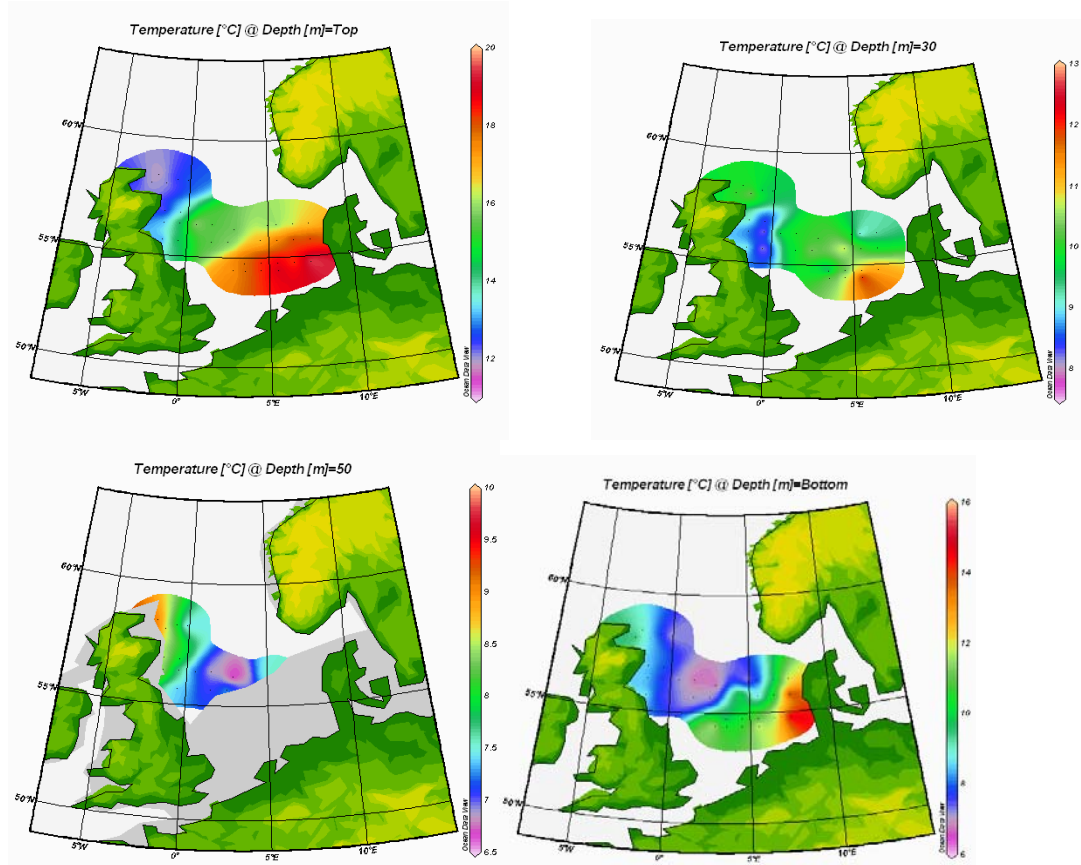 Temperature [°C] @ Depth [m]=Top
60°N
55°N
50°N
5°W
0°
5°E
10°E
20
18
16
14
12
Ocean Data View
Temperature [°C] @ Depth [m]=30
60°N
55°N
50°N
5°W
0°
5°E
10°E
13
12
11
10
9
8
Ocean Data View
Temperature [°C] @ Depth [m]=50
60°N
55°N
50°N
5°W
0°
5°E
10°E
10
9.5
9
8.5
8
7.5
7
6.5
Ocean Data View
Temperature [°C] @ Depth [m]=Bottom
60°N
55°N
50°N
5°W
0°
5°E
10°E
16
14
12
10
8
6
Ocean Data View